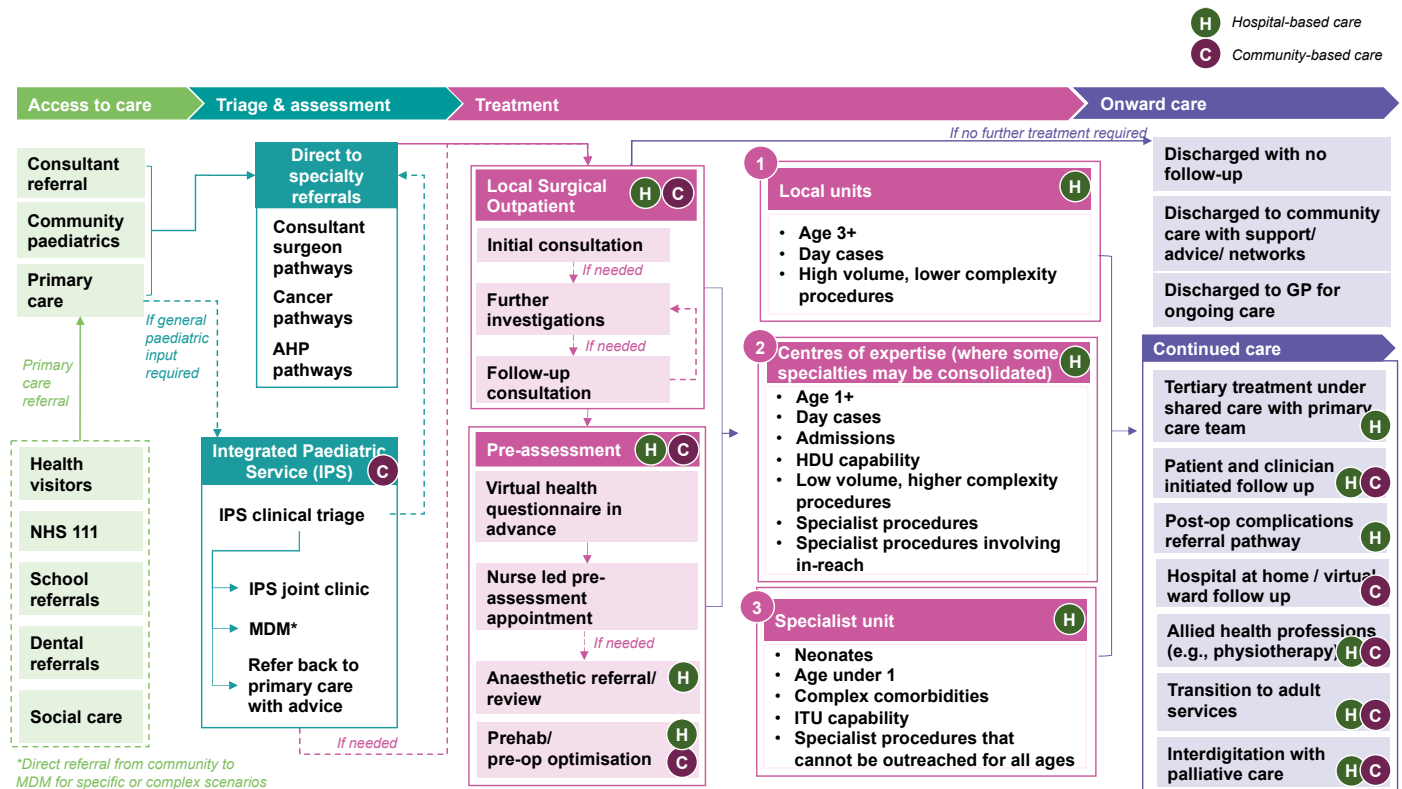 H Hospital-based care
C Community-based care
Access to care
Triage & assessment
Treatment
Onward care
Consultant
referral
Community
paediatrics
Primary
care
If general
paediatric
input
required
Primary
care
referral
Health
visitors
NHS 111
School
referrals
Dental
referrals
Social care
*Direct referral from community to
MDM for specific or complex scenarios
Direct to
specialty
referrals
Consultant
surgeon
pathways
Cancer
pathways
AHP
pathways
Integrated Paediatric
Service (IPS)
C
IPS clinical triage
IPS joint clinic
MDM*
Refer back to
primary care
with advice
If needed
Local Surgical
Outpatient
H C
Initial consultation
If needed
Further
investigations
If needed
Follow-up
consultation
Pre-assessment
H C
Virtual health
questionnaire in
advance
Nurse led pre-
assessment
appointment
If needed
Anaesthetic referral/
review
H
Prehab/
pre-op optimisation
H
C
If no further treatment required
1
Local units
H
• Age 3+
• Day cases
• High volume, lower complexity
procedures
2
Centres of expertise (where some
specialties may be consolidated)
H
• Age 1+
• Day cases
• Admissions
• HDU capability
• Low volume, higher complexity
procedures
• Specialist procedures
• Specialist procedures involving
in-reach
3
Specialist unit
H
• Neonates
• Age under 1
• Complex comorbidities
• ITU capability
• Specialist procedures that
cannot be outreached for all ages
Discharged with no
follow-up
Discharged to community
care with support/
advice/ networks
Discharged to GP for
ongoing care
Continued care
Tertiary treatment under
shared care with primary
care team
H
Patient and clinician
initiated follow up
H C
Post-op complications
referral pathway
H
Hospital at home / virtual
ward follow up
C
Allied health professions
(e.g., physiotherapy)
H C
Transition to adult
services
H C
Interdigitation with
palliative care
H C